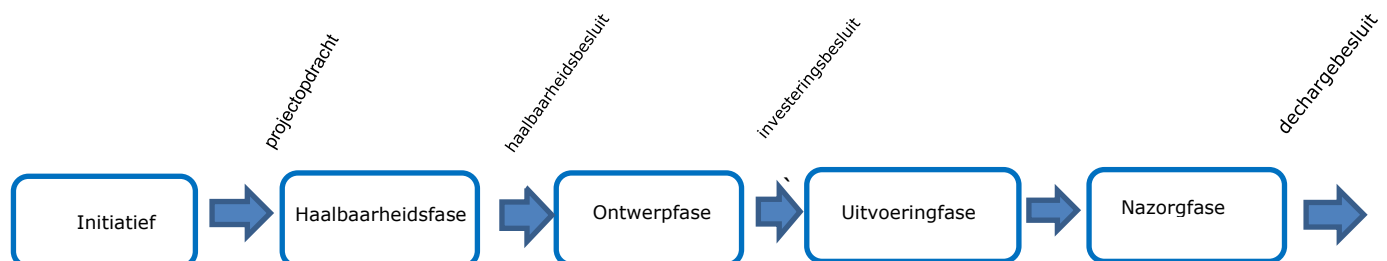 projectopdracht
haalbaarheidsbesluit
investeringsbesluit
dechargebesluit
Initiatief
Haalbaarheidsfase
Ontwerpfase
`
Uitvoeringfase
Nazorgfase